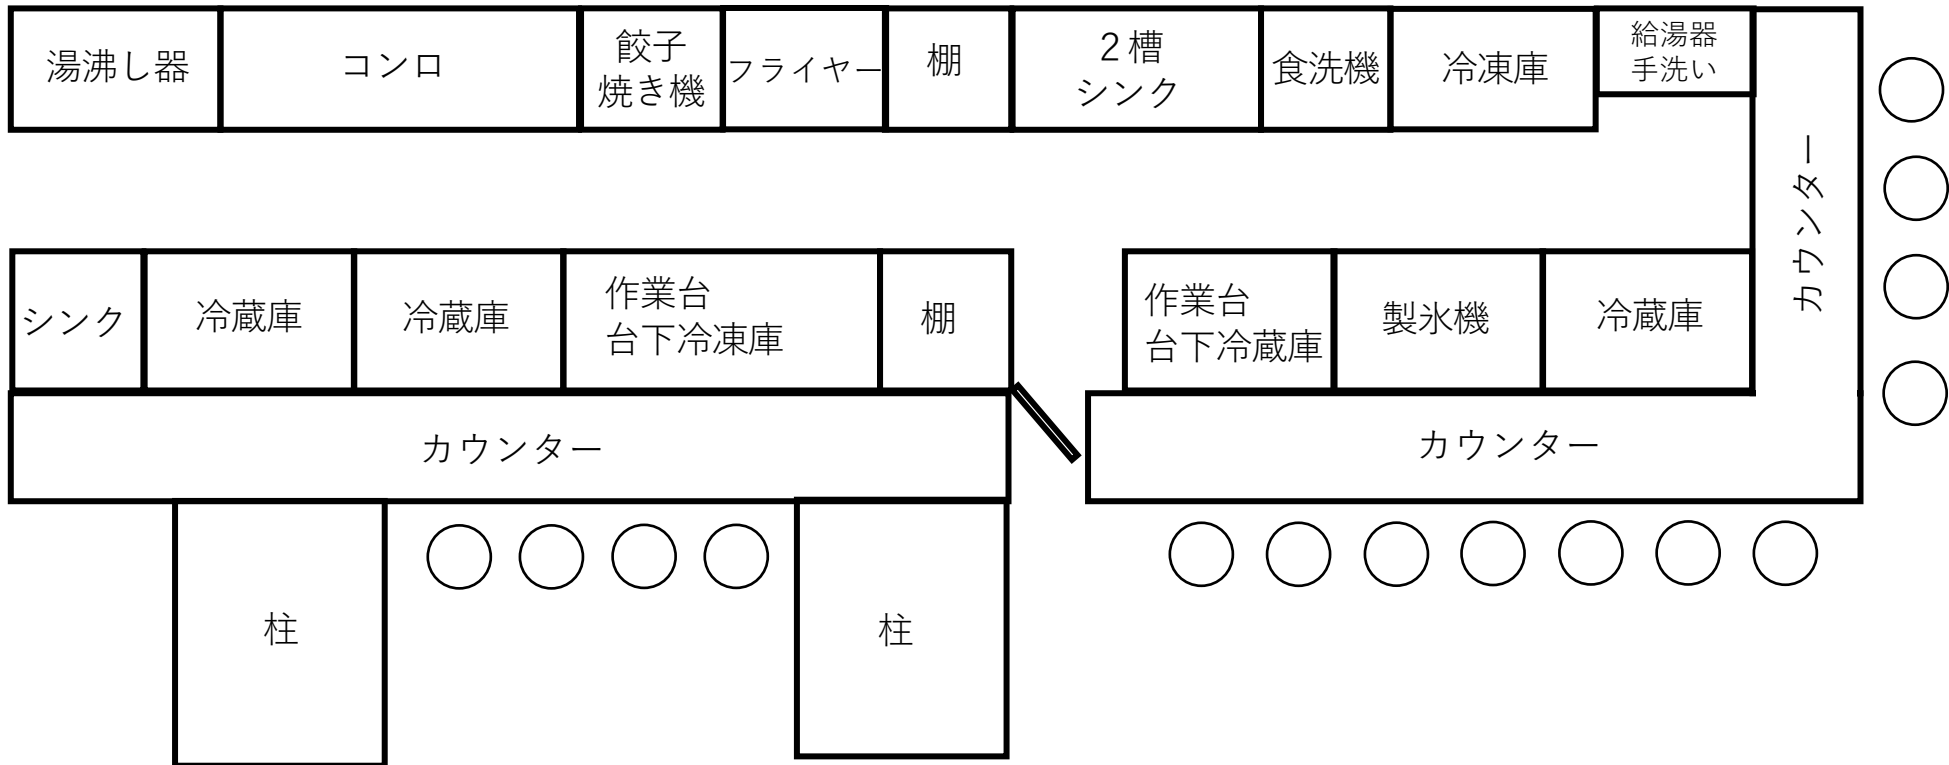 湯沸し器
コンロ
餃子
焼き機
フライヤー
棚
２槽
シンク
食洗機
冷凍庫
給湯器
手洗い
カウンター
シンク
冷蔵庫
冷蔵庫
作業台
台下冷凍庫
棚
作業台
台下冷蔵庫
製氷機
冷蔵庫
カウンター
カウンター
柱
柱